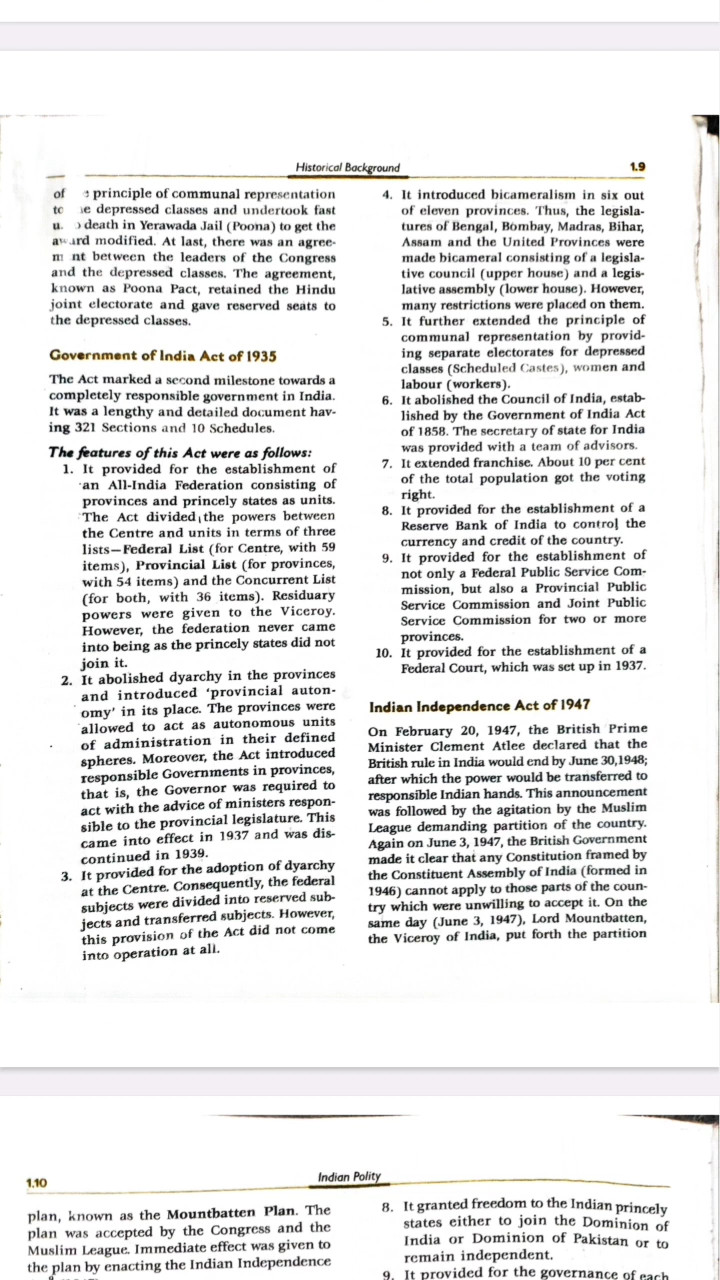 Historical Background
1.9
of principle of communal representation
depressed classes and undertook fast
death in Yerawada Jail (Poona) to get the
modified. At last, there was an agree-
between the leaders of the Congress
and the depressed classes. The agreement,
known as Poona Pact, retained the Hindu
joint electorate and gave reserved seats to
the depressed classes.
Government of India Act of 1935
The Act marked a second milestone towards a
completely responsible government in India.
It was a lengthy and detailed document hav-
ing 321 Sections and 10 Schedules.
The features of this Act were as follows:
1. It provided for the establishment of
an All-India Federation consisting of
provinces and princely states as units.
The Act divided the powers between
the Centre and units in terms of three
lists—Federal List (for Centre, with 59
items), Provincial List (for provinces,
with 54 items) and the Concurrent List
(for both, with 36 items). Residuary
powers were given to the Viceroy.
However, the federation never came
into being as the princely states did not
join it.
2. It abolished dyarchy in the provinces
and introduced 'provincial auton-
omy' in its place. The provinces were
allowed to act as autonomous units
of administration in their defined
spheres. Moreover, the Act introduced
responsible Governments in provinces,
that is, the Governor was required to
act with the advice of ministers respon-
sible to the provincial legislature. This
came into effect in 1937 and was dis-
continued in 1939.
3. It provided for the adoption of dyarchy
at the Centre. Consequently, the federal
subjects were divided into reserved sub-
jects and transferred subjects. However,
this provision of the Act did not come
into operation at all.
4. It introduced bicameralism in six out
of eleven provinces. Thus, the legisla-
tures of Bengal, Bombay, Madras, Bihar,
Assam and the United Provinces were
made bicameral consisting of a legisla-
tive council (upper house) and a legis-
lative assembly (lower house). However,
many restrictions were placed on them.
5. It further extended the principle of
communal representation by provid-
ing separate electorates for depressed
classes (Scheduled Castes), women and
labour (workers).
6. It abolished the Council of India, estab-
lished by the Government of India Act
of 1858. The secretary of state for India
was provided with a team of advisors.
7. It extended franchise. About 10 per cent
of the total population got the voting
right.
8. It provided for the establishment of a
Reserve Bank of India to control the
currency and credit of the country.
9. It provided for the establishment of
not only a Federal Public Service Com-
mission, but also a Provincial Public
Service Commission and Joint Public
Service Commission for two or more
provinces.
10. It provided for the establishment of a
Federal Court, which was set up in 1937.
Indian Independence Act of 1947
On February 20, 1947, the British Prime
Minister Clement Atlee declared that the
British rule in India would end by June 30,1948;
after which the power would be transferred to
responsible Indian hands. This announcement
was followed by the agitation by the Muslim
League demanding partition of the country.
Again on June 3, 1947, the British Government
made it clear that any Constitution framed by
the Constituent Assembly of India (formed in
1946) cannot apply to those parts of the coun-
try which were unwilling to accept it. On the
same day (June 3, 1947), Lord Mountbatten,
the Viceroy of India, put forth the partition
1.10
Indian Polity
plan, known as the Mountbatten Plan. The
plan was accepted by the Congress and the
Muslim League. Immediate effect was given to
the plan by enacting the Indian Independence
8. It granted freedom to the Indian princely
states either to join the Dominion of
India or Dominion of Pakistan or to
remain independent.
9. It provided for the governance of each